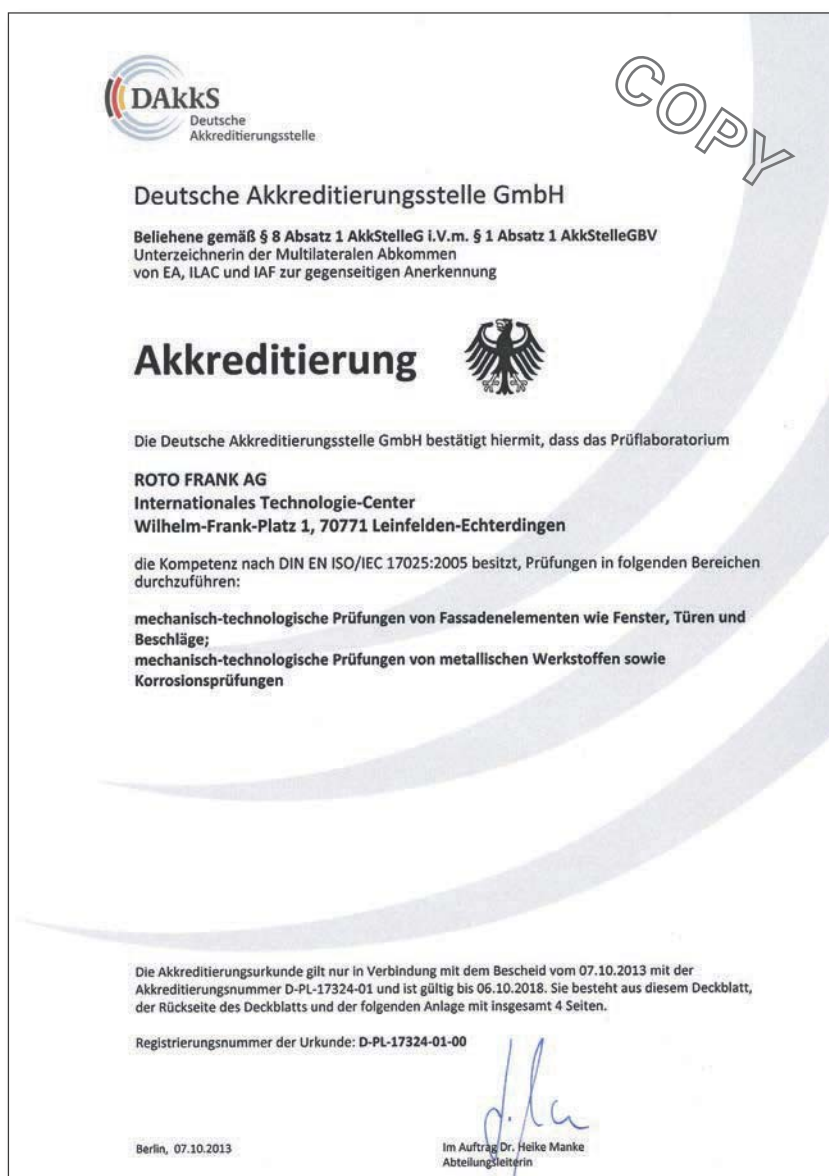 DAkkS
Deutsche
Akkreditierungsstelle
COPY
Deutsche Akkreditierungsstelle GmbH
Beliehene gemäß § 8 Absatz 1 AkkStelleG i.V.m. § 1 Absatz 1 AkkStelleGBV
Unterzeichnerin der Multilateralen Abkommen
von EA, ILAC und IAF zur gegenseitigen Anerkennung
Akkreditierung
Die Deutsche Akkreditierungsstelle GmbH bestätigt hiermit, dass das Prüflaboratorium
ROTO FRANK AG
Internationales Technologie-Center
Wilhelm-Frank-Platz 1, 70771 Leinfelden-Echterdingen
die Kompetenz nach DIN EN ISO/IEC 17025:2005 besitzt, Prüfungen in folgenden Bereichen
durchzuführen:
mechanisch-technologische Prüfungen von Fassadenelementen wie Fenster, Türen und
Beschläge;
mechanisch-technologische Prüfungen von metallischen Werkstoffen sowie
Korrosionsprüfungen
Die Akkreditierungsurkunde gilt nur in Verbindung mit dem Bescheid vom 07.10.2013 mit der
Akkreditierungsnummer D-PL-17324-01 und ist gültig bis 06.10.2018. Sie besteht aus diesem Deckblatt,
der Rückseite des Deckblatts und der folgenden Anlage mit insgesamt 4 Seiten.
Registrierungsnummer der Urkunde: D-PL-17324-01-00
Berlin, 07.10.2013
Im Auftrag Dr. Heike Manke
Abteilungsleiterin